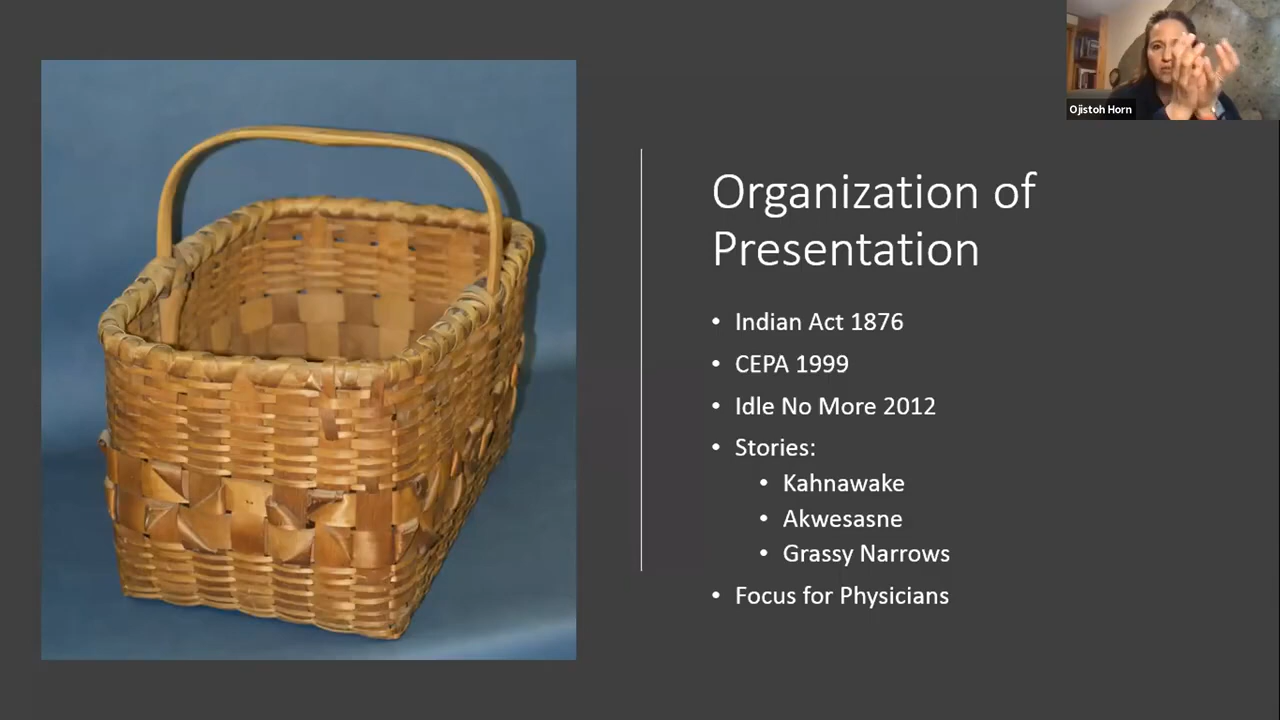 Ojistoh Horn
Organization of
Presentation
• Indian Act 1876
• CEPA 1999
• Idle No More 2012
• Stories:
• Kahnawake
• Akwesasne
• Grassy Narrows
• Focus for Physicians